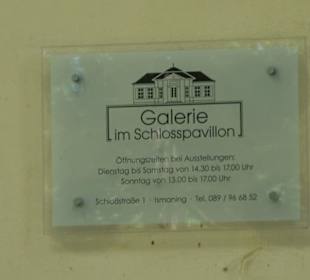 Galerie
im Schlosspavillon
Öffnungszeiten bei Ausstellungen:
Dienstag bis Samstag von 14.30 bis 17.00 Uhr
Sonntag von 13.00 bis 17.00 Uhr
Schloßstraße 1 · Ismaning · Tel. 089 / 96 68 52